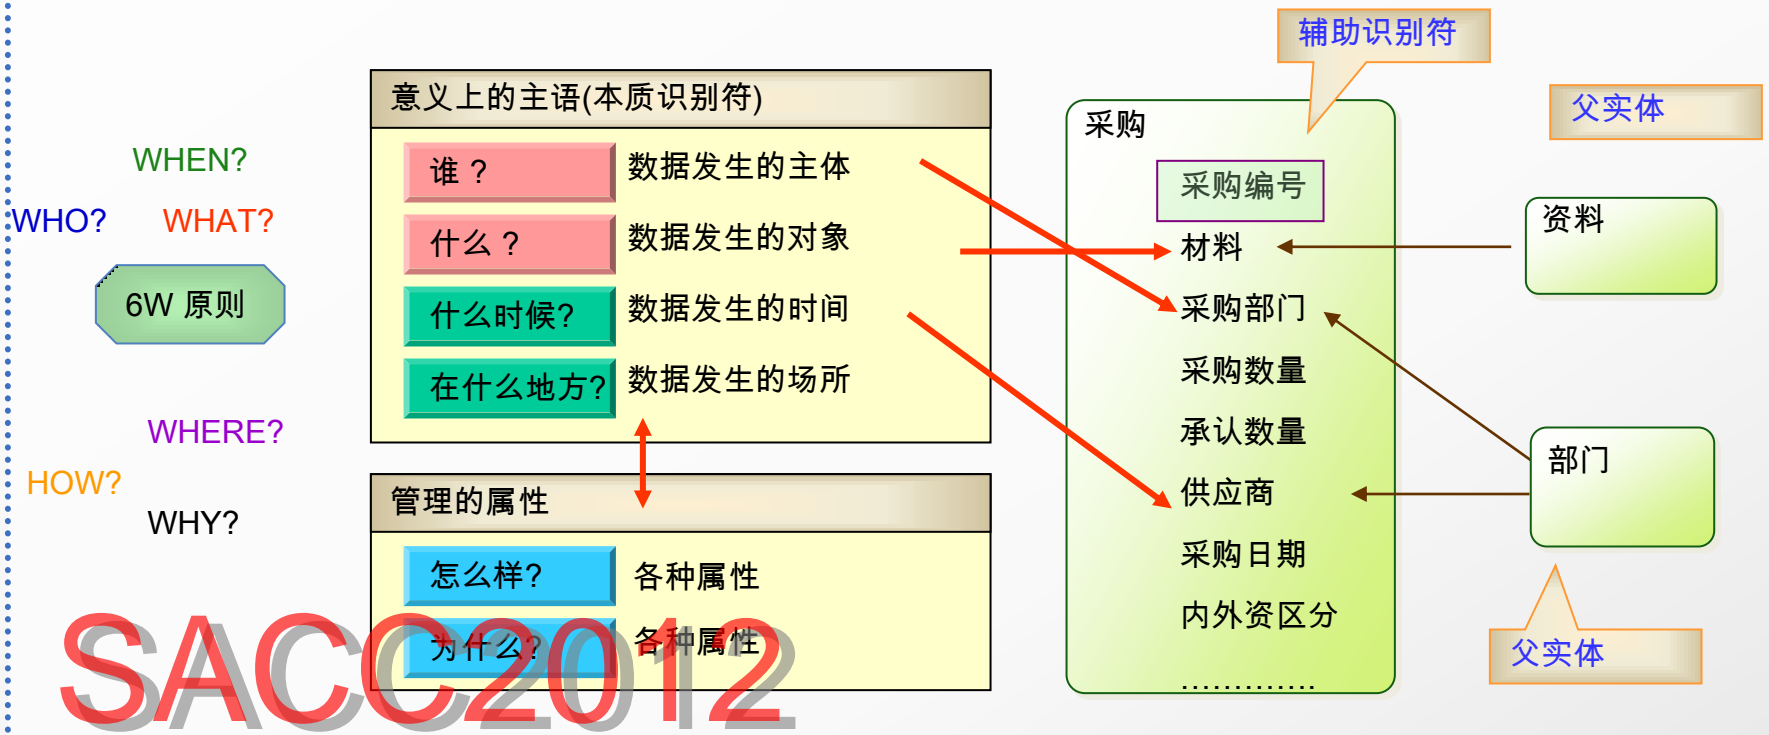 辅助识别符
意义上的主语(本质识别符)
父实体
采购
WHEN?
谁 ?
数据发生的主体
采购编号
WHO?
WHAT?
什么 ?
数据发生的对象
材料
资料
6W 原则
什么时候?
数据发生的时间
采购部门
在什么地方?
数据发生的场所
采购数量
WHERE?
承认数量
部门
HOW?
管理的属性
供应商
WHY?
采购日期
怎么样?
各种属性
内外资区分
为什么?
各种属性
父实体
.............
SACC2012